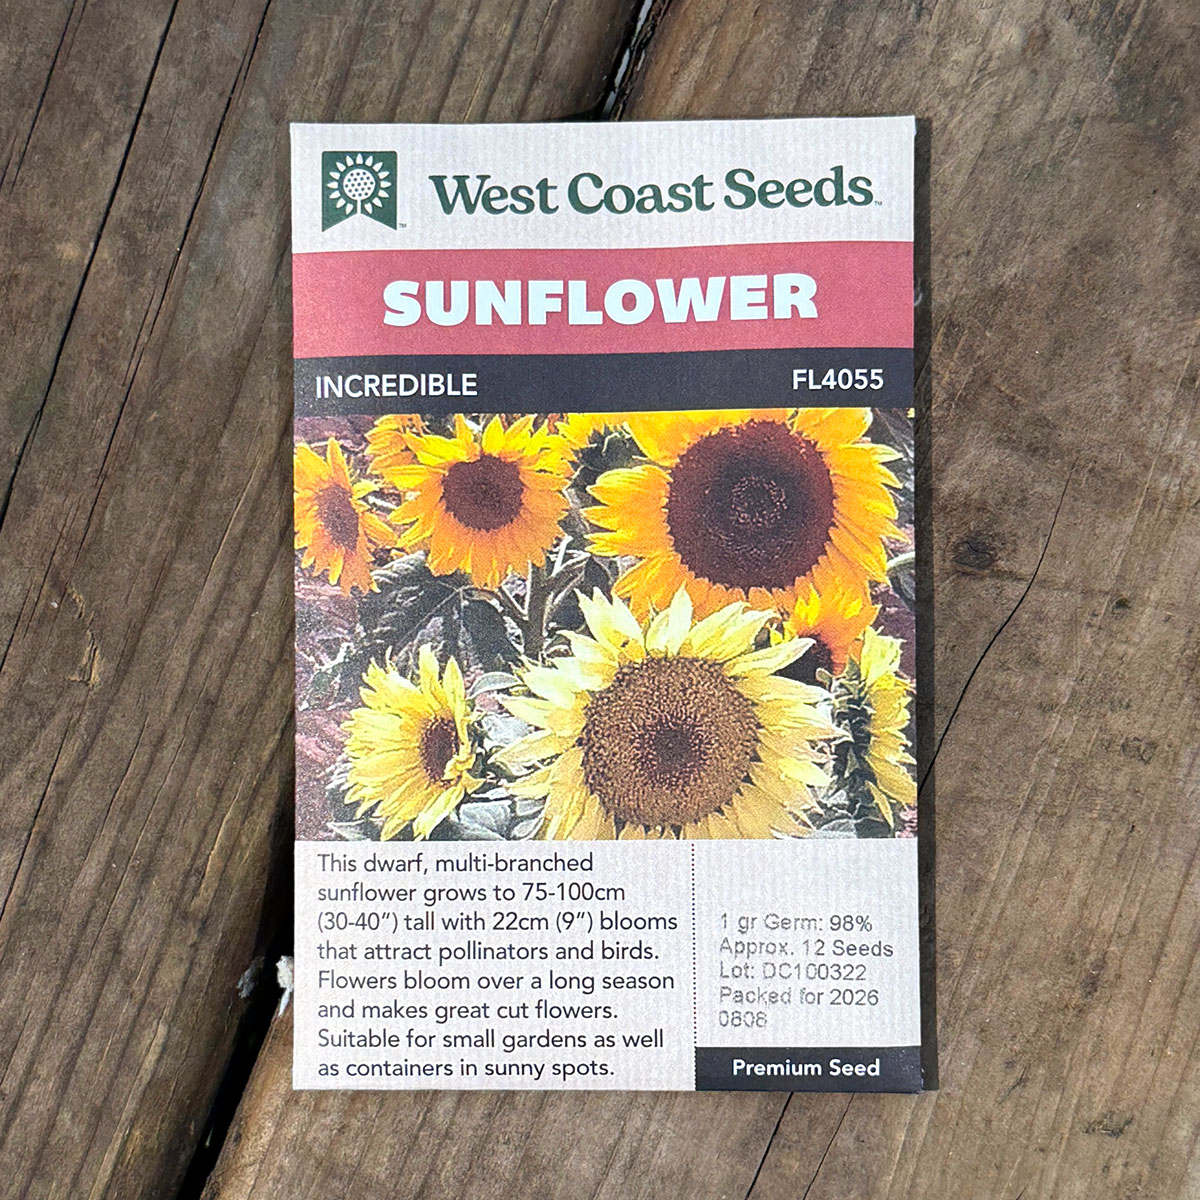 West Coast Seeds™
SUNFLOWER
INCREDIBLE
FL4055
This dwarf, multi-branched
sunflower grows to 75-100cm
(30-40”) tall with 22cm (9”) blooms
that attract pollinators and birds.
Flowers bloom over a long season
and makes great cut flowers.
Suitable for small gardens as well
as containers in sunny spots.
1 gr Germ: 98%
Approx. 12 Seeds
Lot: DC100322
Packed for 2026
0808
Premium Seed